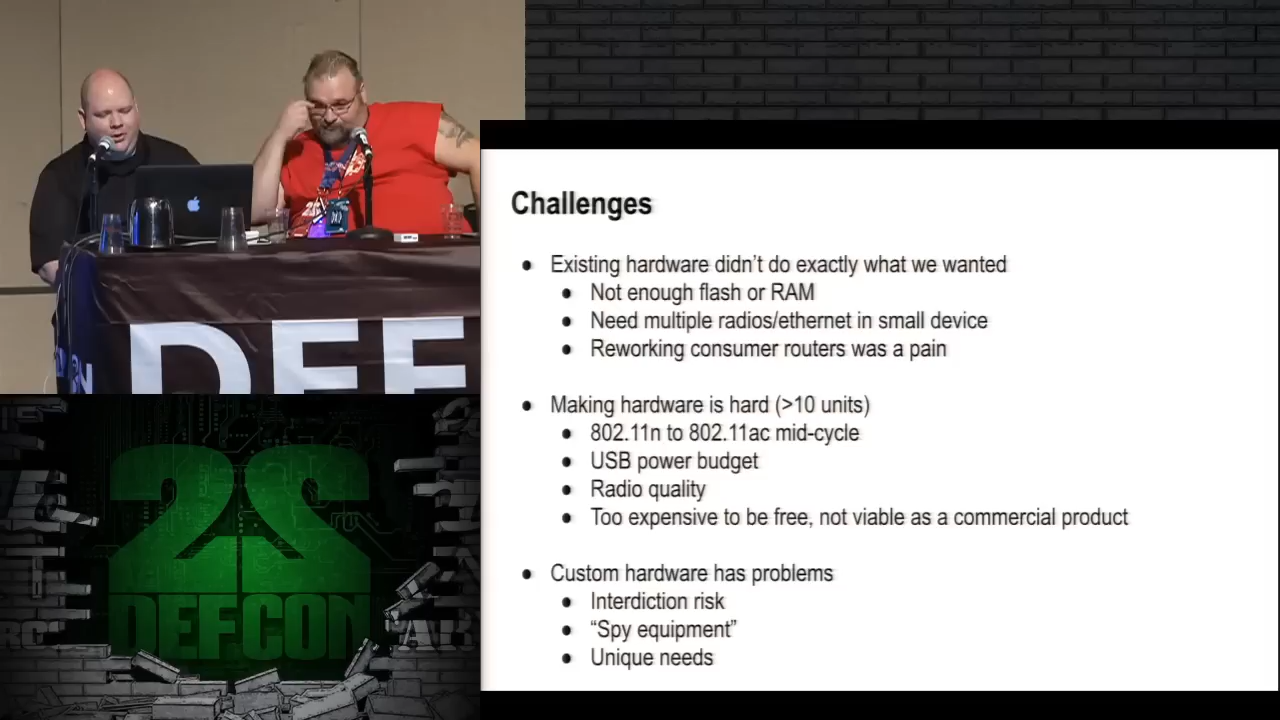 Challenges
Existing hardware didn't do exactly what we wanted
Not enough flash or RAM
Need multiple radios/ethernet in small device
Reworking consumer routers was a pain
Making hardware is hard (>10 units)
802.11n to 802.11ac mid-cycle
USB power budget
Radio quality
Too expensive to be free, not viable as a commercial product
Custom hardware has problems
Interdiction risk
“Spy equipment”
Unique needs
DEF
DEFCON